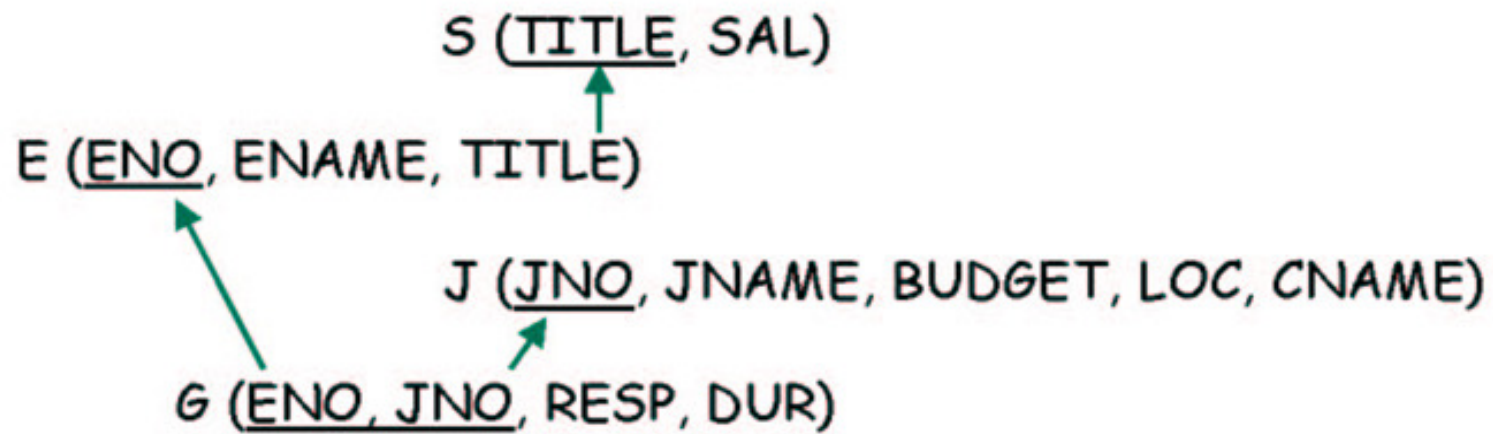 S (TITLE, SAL)
E (ENO, ENAME, TITLE)
J (JNO, JNAME, BUDGET, LOC, CNAME)
G (ENO, JNO, RESP, DUR)